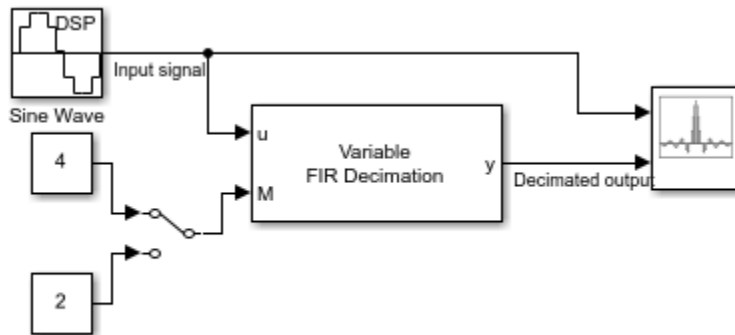 DSP
Input signal
Sine Wave
4
u
Variable
FIR Decimation
y
M
Decimated output
2